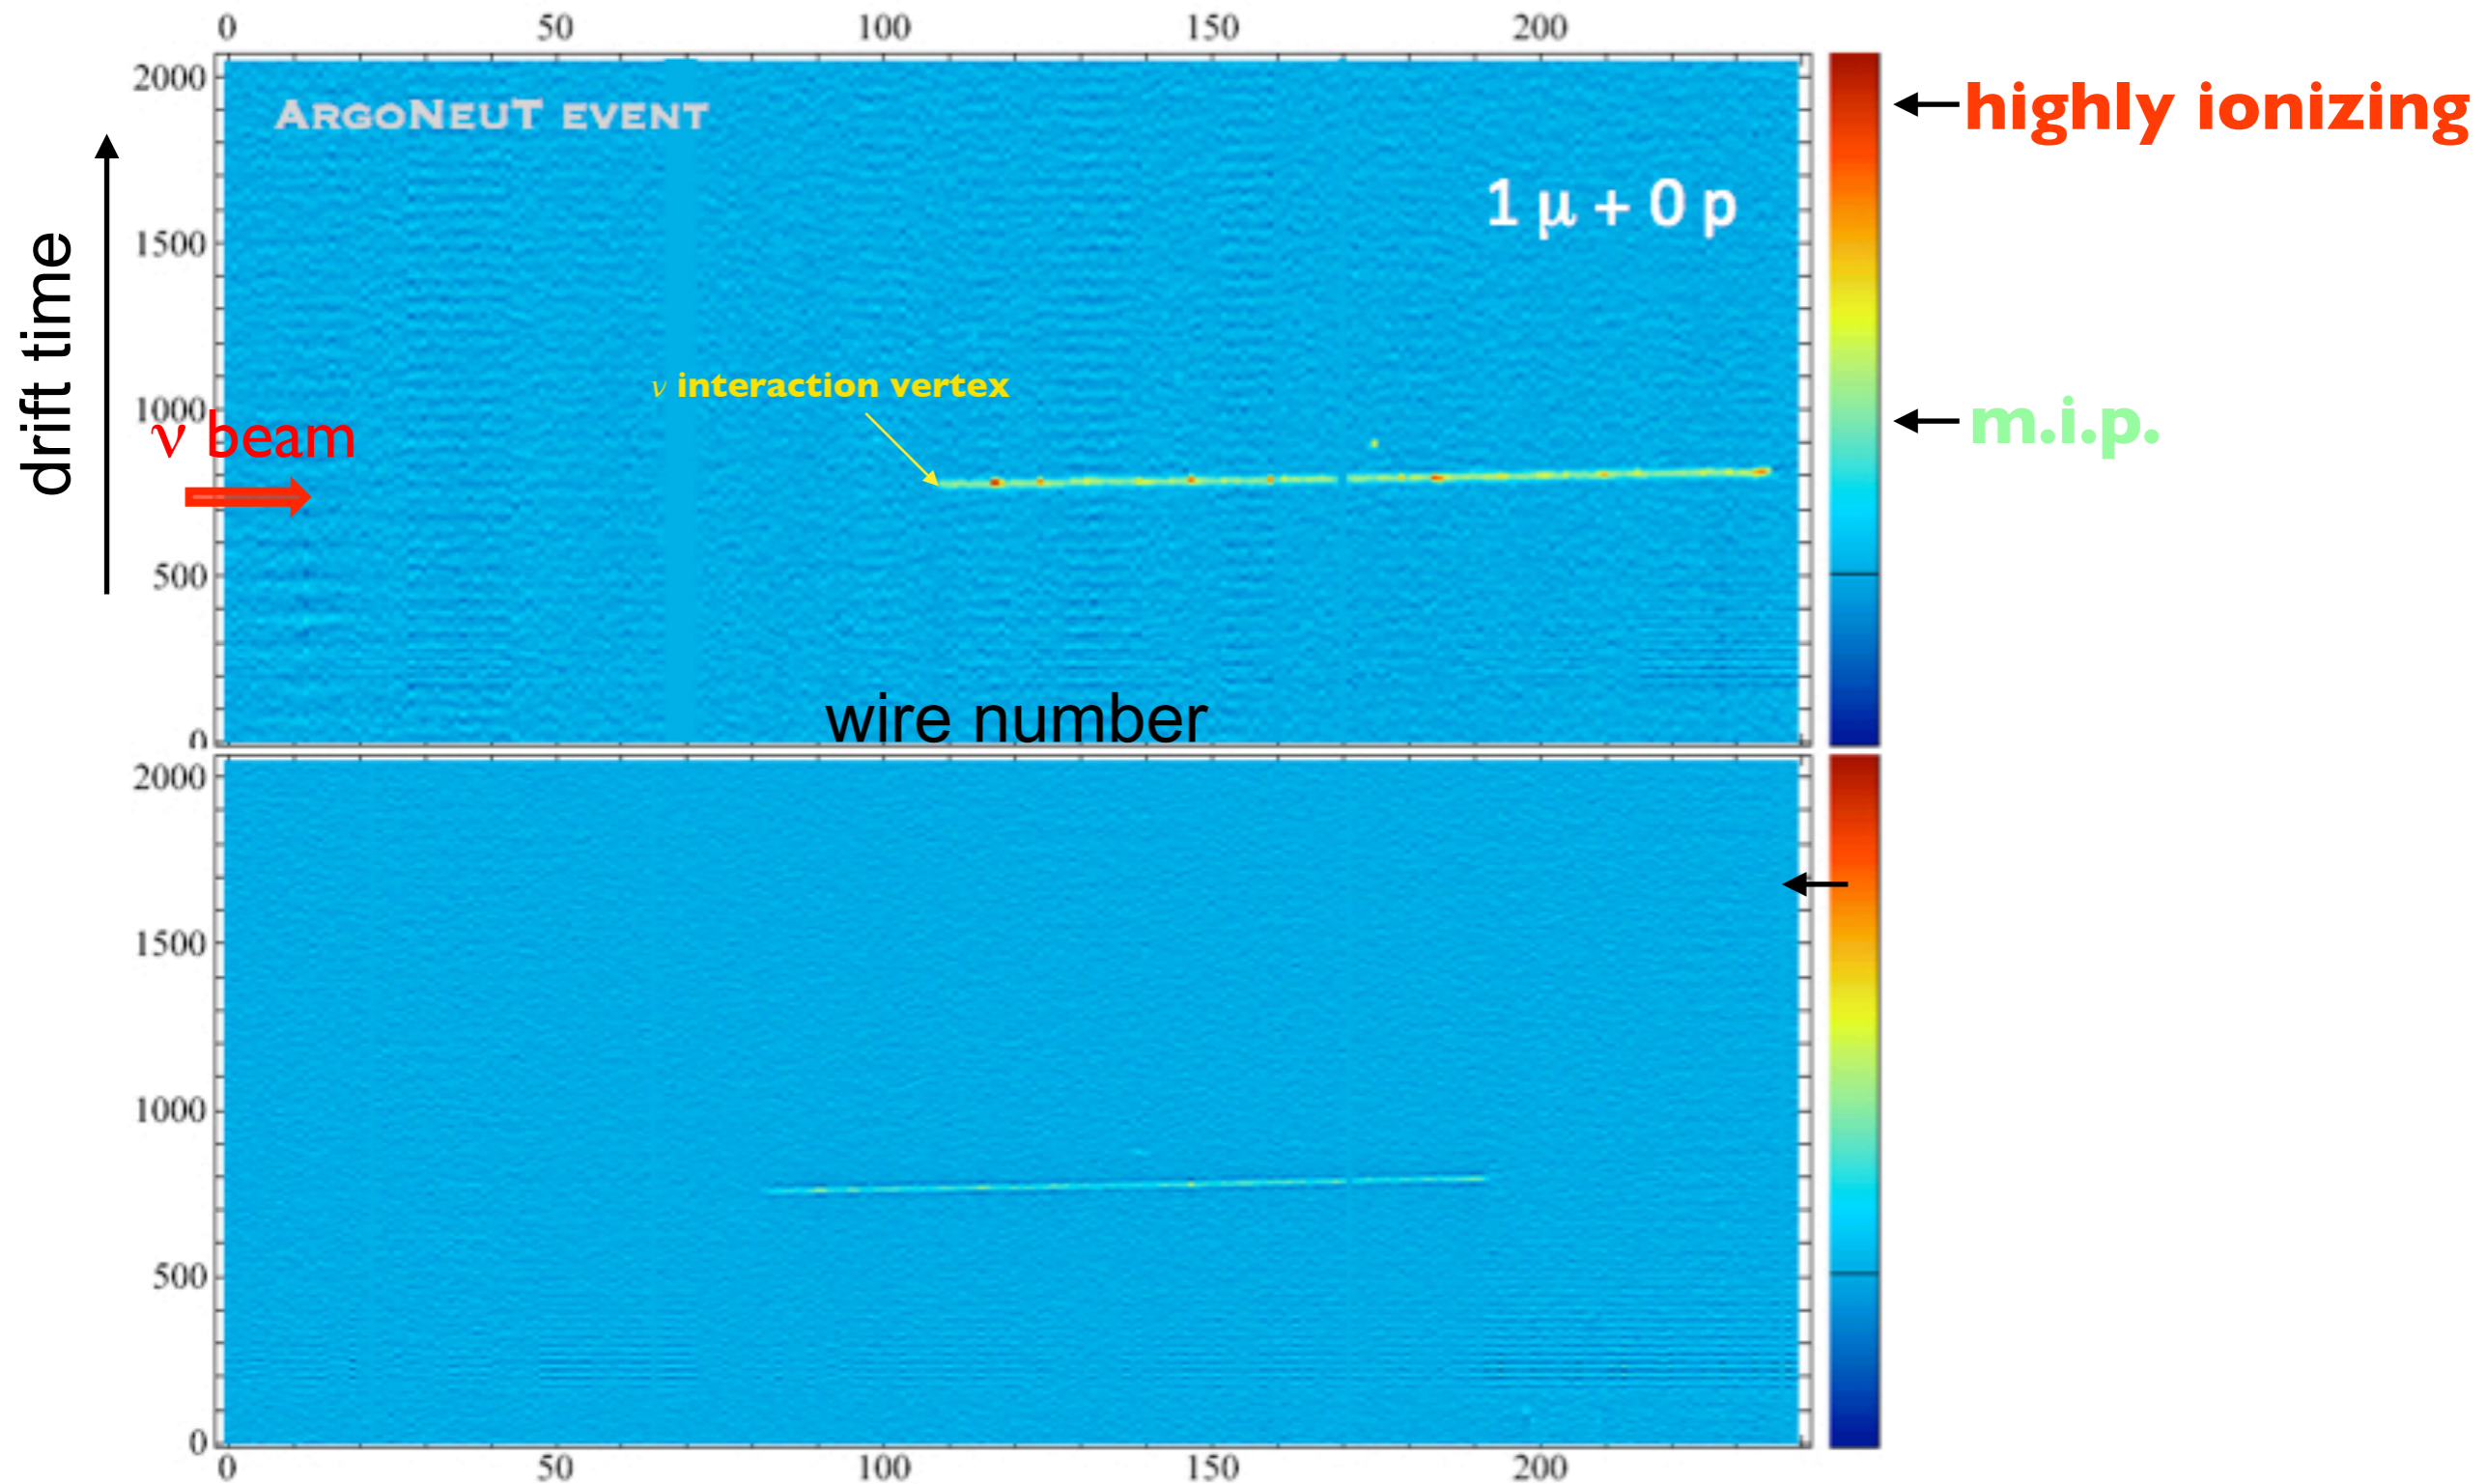 0 50 100 150 200
2000
ARGONEUT EVENT
highly ionizing
1 μ + 0 p
1500
drift time
ν interaction vertex
1000
m.i.p.
ν beam
500
wire number
0
2000
1500
1000
500
0
0 50 100 150 200